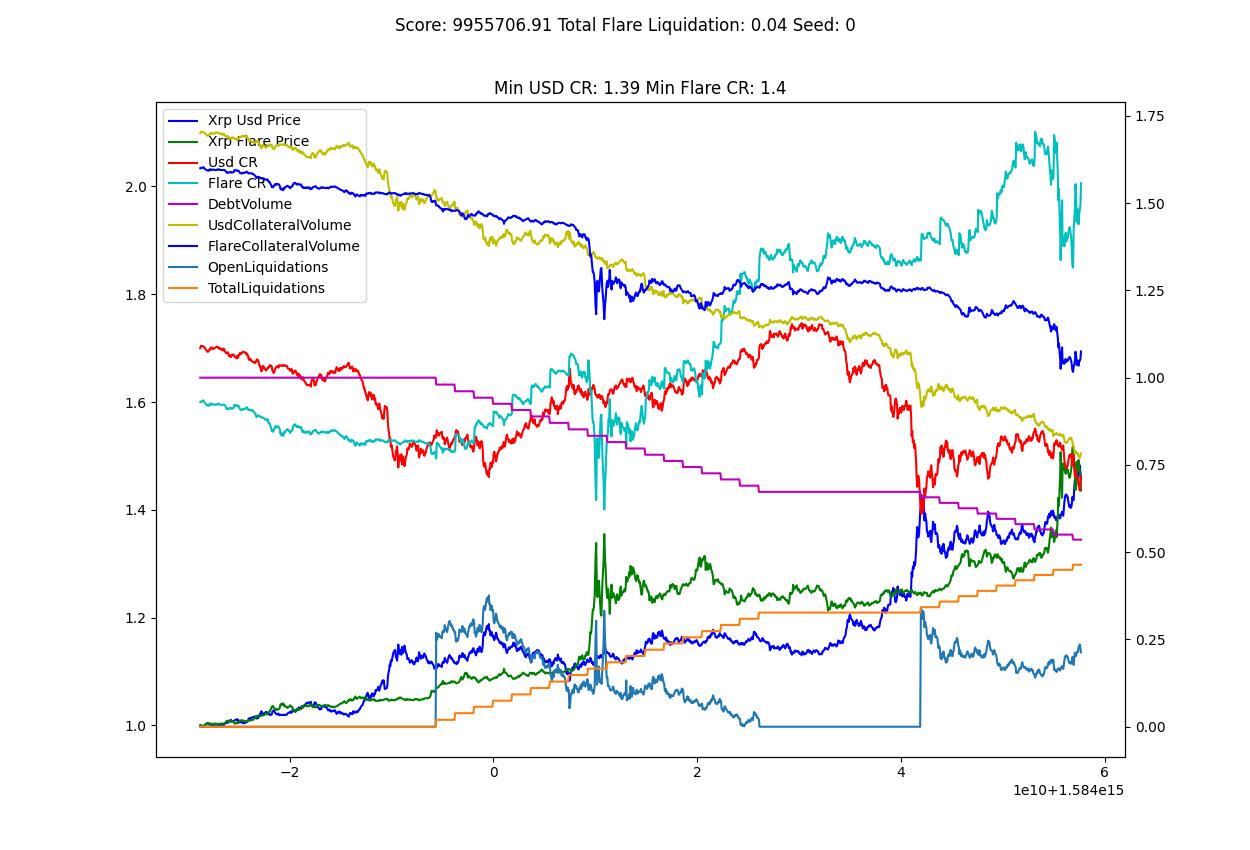 Score: 9955706.91 Total Flare Liquidation: 0.04 Seed: 0
Min USD CR: 1.39 Min Flare CR: 1.4
Xrp Usd Price
Xrp Flare Price
Usd CR
Flare CR
DebtVolume
UsdCollateralVolume
FlareCollateralVolume
OpenLiquidations
TotalLiquidations
2.0
1.8
1.6
1.4
1.2
1.0
1.75
1.50
1.25
1.00
0.75
0.50
0.25
0.00
−2
0
2
4
6
1e10+1.584e15